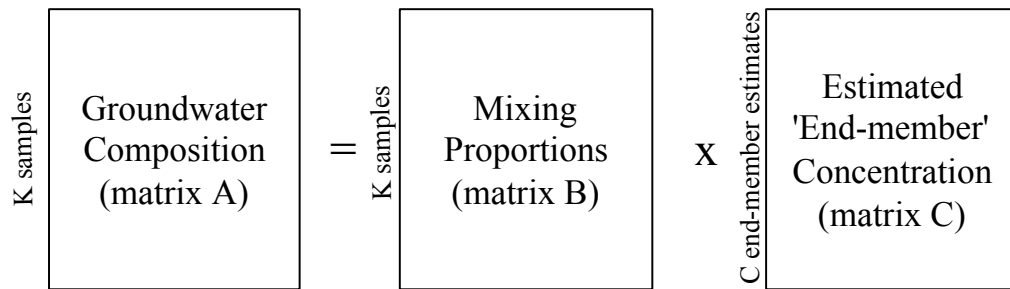 K samples
Groundwater
Composition
(matrix A)
=
K samples
Mixing
Proportions
(matrix B)
x
C end-member estimates
Estimated
'End-member'
Concentration
(matrix C)